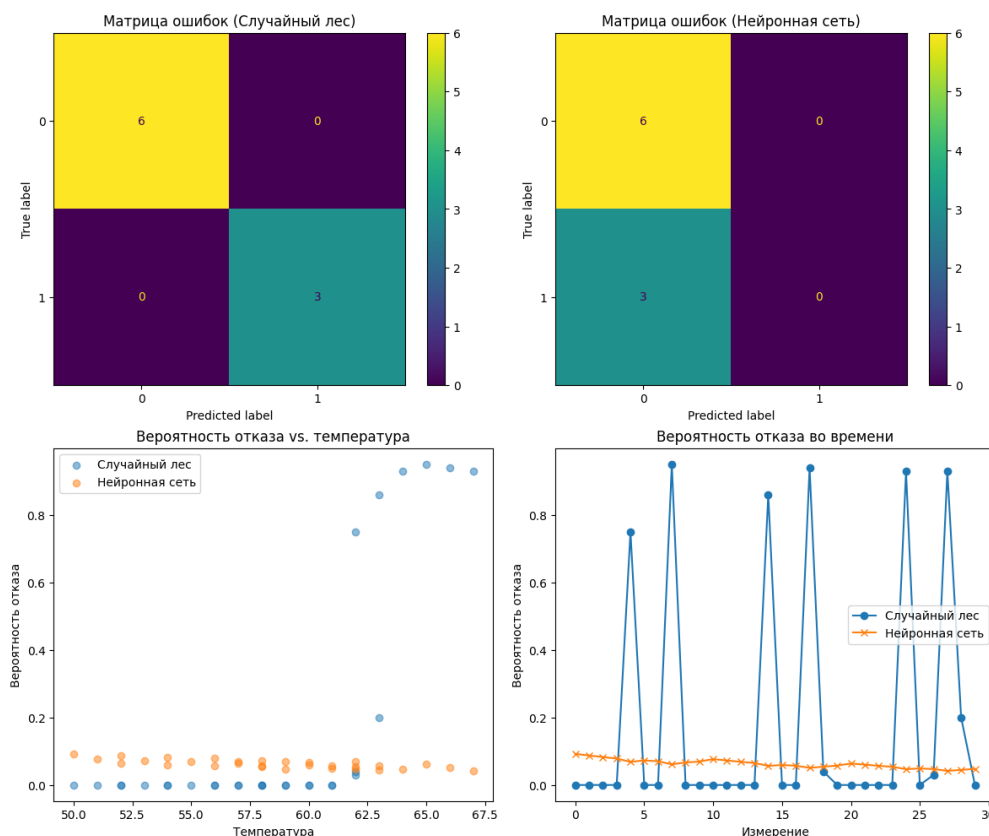 Матрица ошибок (Случайный лес)
6
0
0
3
0
1
True label
0
1
Predicted label
6
5
4
3
2
1
0
Матрица ошибок (Нейронная сеть)
6
0
3
0
0
1
True label
0
1
Predicted label
6
5
4
3
2
1
0
Вероятность отказа vs. температура
Случайный лес
Нейронная сеть
0.8
0.6
0.4
0.2
0.0
Вероятность отказа
50.0 52.5 55.0 57.5 60.0 62.5 65.0 67.5
Температура
Вероятность отказа во времени
Случайный лес
Нейронная сеть
0.8
0.6
0.4
0.2
0.0
Вероятность отказа
0 5 10 15 20 25 30
Измерение